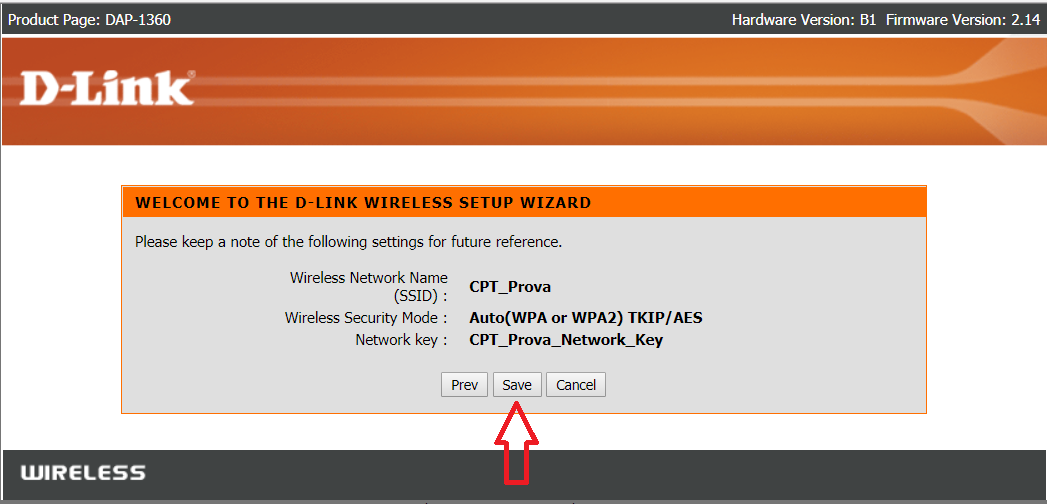 Product Page: DAP-1360
Hardware Version: B1 Firmware Version: 2.14
D-Link®
WELCOME TO THE D-LINK WIRELESS SETUP WIZARD
Please keep a note of the following settings for future reference.
Wireless Network Name
(SSID) :
CPT_Prova
Wireless Security Mode : Auto(WPA or WPA2) TKIP/AES
Network key : CPT_Prova_Network_Key
Prev Save Cancel
WIRELESS